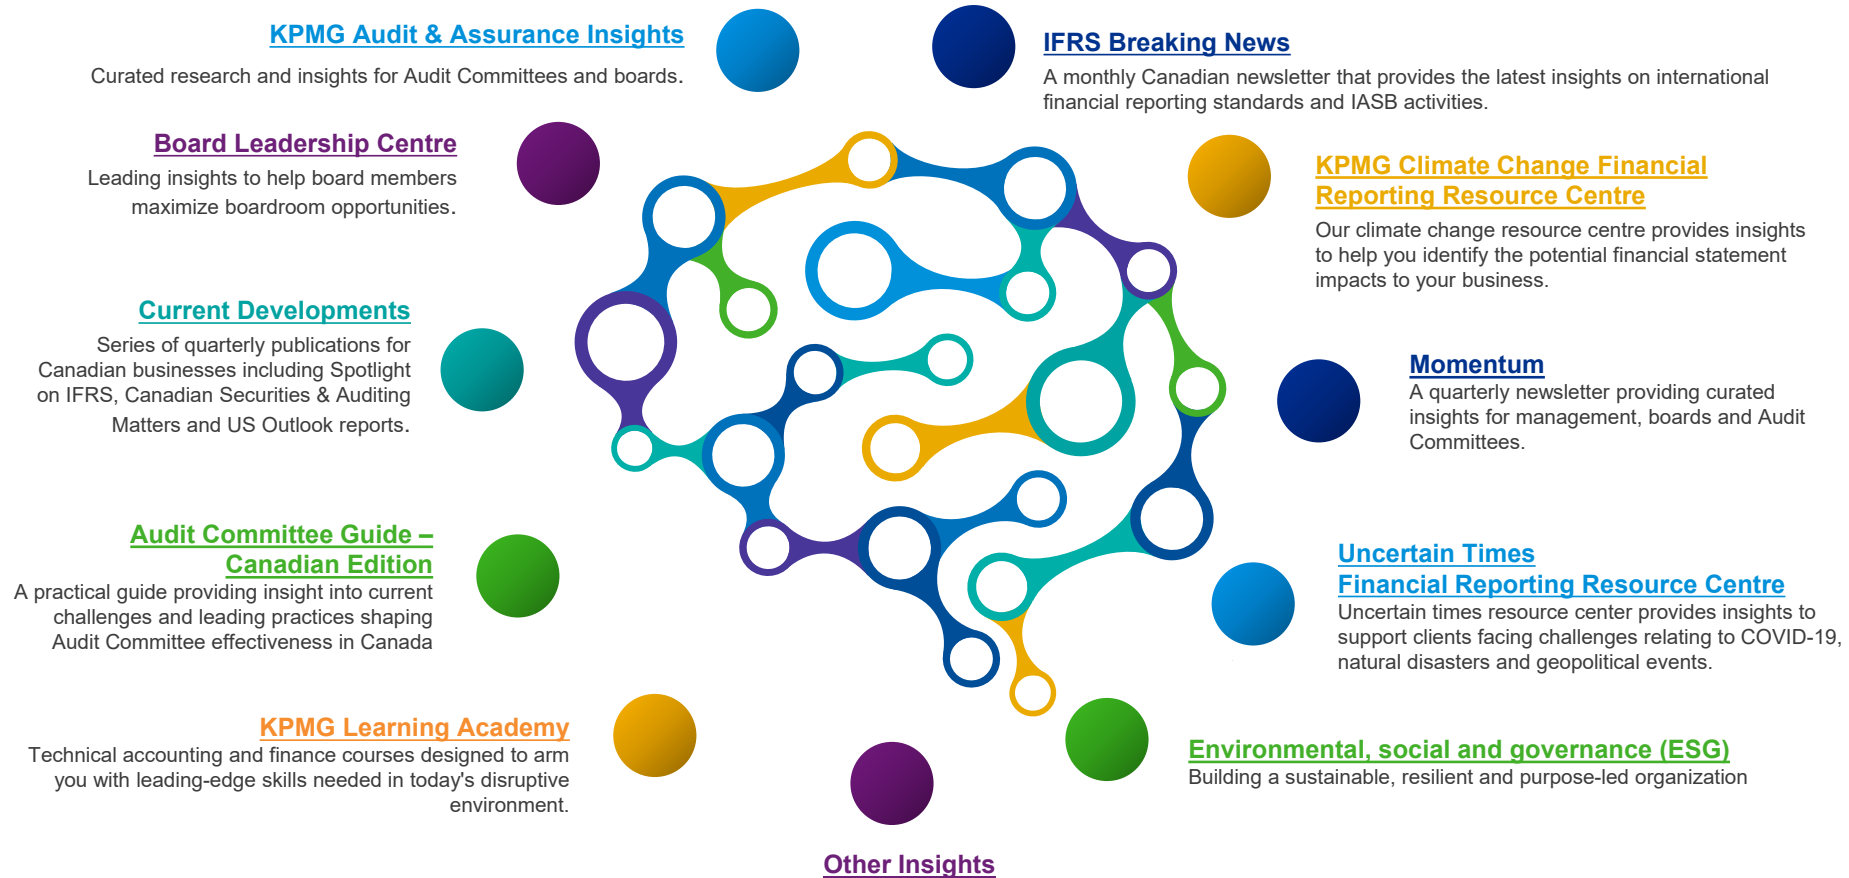 KPMG Audit & Assurance Insights
Curated research and insights for Audit Committees and boards.
Board Leadership Centre
Leading insights to help board members
maximize boardroom opportunities.
Current Developments
Series of quarterly publications for
Canadian businesses including Spotlight
on IFRS, Canadian Securities & Auditing
Matters and US Outlook reports.
Audit Committee Guide –
Canadian Edition
A practical guide providing insight into current
challenges and leading practices shaping
Audit Committee effectiveness in Canada
KPMG Learning Academy
Technical accounting and finance courses designed to arm
you with leading-edge skills needed in today's disruptive
environment.
Other Insights
IFRS Breaking News
A monthly Canadian newsletter that provides the latest insights on international
financial reporting standards and IASB activities.
KPMG Climate Change Financial
Reporting Resource Centre
Our climate change resource centre provides insights
to help you identify the potential financial statement
impacts to your business.
Momentum
A quarterly newsletter providing curated
insights for management, boards and Audit
Committees.
Uncertain Times
Financial Reporting Resource Centre
Uncertain times resource center provides insights to
support clients facing challenges relating to COVID-19,
natural disasters and geopolitical events.
Environmental, social and governance (ESG)
Building a sustainable, resilient and purpose-led organization